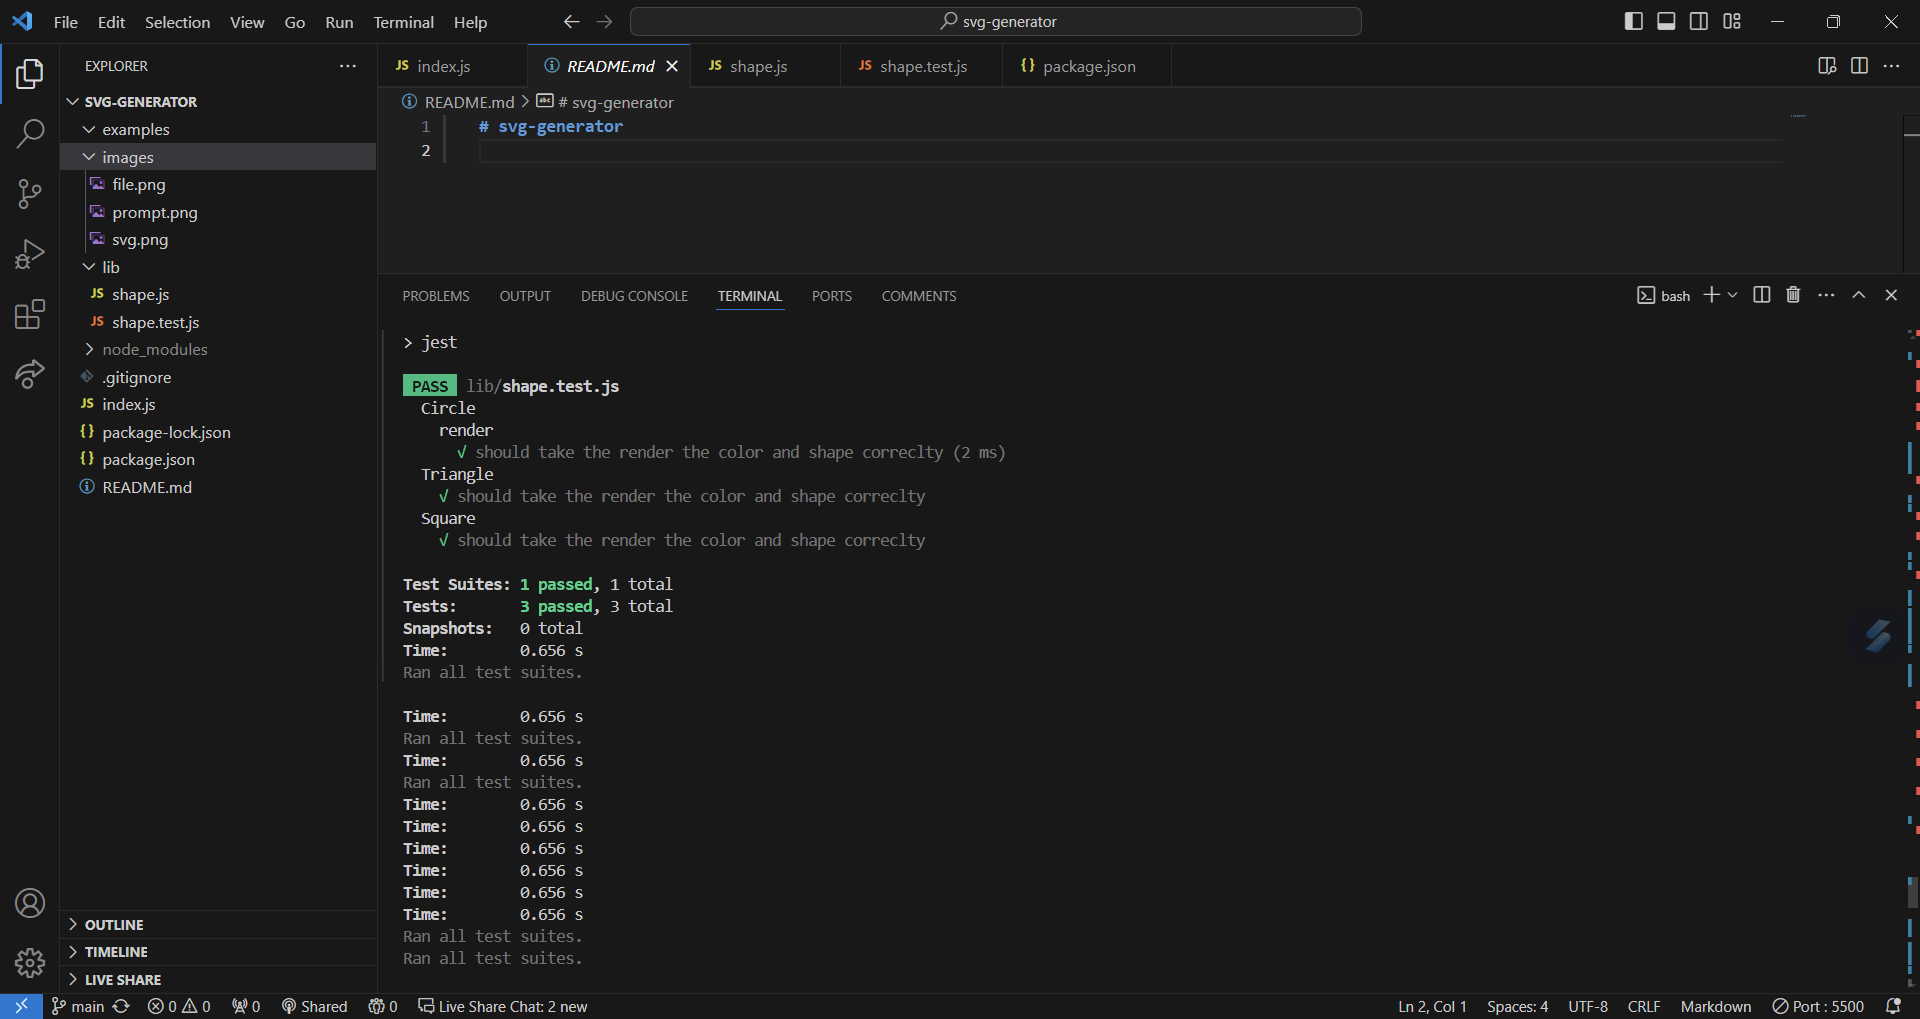 File Edit Selection View Go Run Terminal Help
svg-generator
EXPLORER
SVG-GENERATOR
examples
images
file.png
prompt.png
svg.png
lib
JS shape.js
JS shape.test.js
node_modules
.gitignore
JS index.js
{} package-lock.json
{} package.json
README.md
OUTLINE
TIMELINE
LIVE SHARE
JS index.js
README.md
JS shape.js
JS shape.test.js
{} package.json
README.md > abc # svg-generator
1 # svg-generator
2
PROBLEMS OUTPUT DEBUG CONSOLE TERMINAL PORTS COMMENTS
bash
> jest
PASS lib/shape.test.js
Circle
render
√ should take the render the color and shape correclty (2 ms)
Triangle
√ should take the render the color and shape correclty
Square
√ should take the render the color and shape correclty
Test Suites: 1 passed, 1 total
Tests: 3 passed, 3 total
Snapshots: 0 total
Time: 0.656 s
Ran all test suites.
Time: 0.656 s
Ran all test suites.
Time: 0.656 s
Ran all test suites.
Time: 0.656 s
Time: 0.656 s
Time: 0.656 s
Time: 0.656 s
Time: 0.656 s
Time: 0.656 s
Ran all test suites.
Ran all test suites.
main 0 0 0 Shared 0 Live Share Chat: 2 new Ln 2, Col 1 Spaces: 4 UTF-8 CRLF Markdown Port : 5500